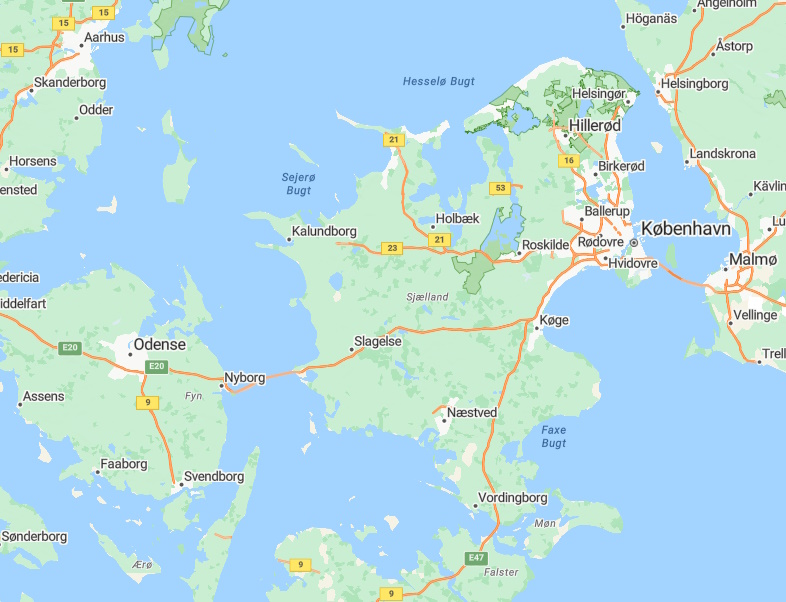 Ängelholm
15
Höganäs
15
Aarhus
15
Åstorp
Hesselø Bugt
Skanderborg
Helsingør
Helsingborg
Odder
Hillerød
21
Horsens
16
Landskrona
Birkerød
Sejerø
Bugt
ensted
53
Kävlin
Ballerup
Holbæk
Lu
Kalundborg
København
21
Rødovre
23
Roskilde
Malmø
Hvidovre
edericia
Sjælland
iddelfart
Vellinge
Køge
Odense
Slagelse
E20
Trell
E20
Nyborg
Assens
Fyn
9
Næstved
Faxe
Bugt
Faaborg
Svendborg
Vordingborg
Møn
Sønderborg
E47
Ærø
9
Falster
9